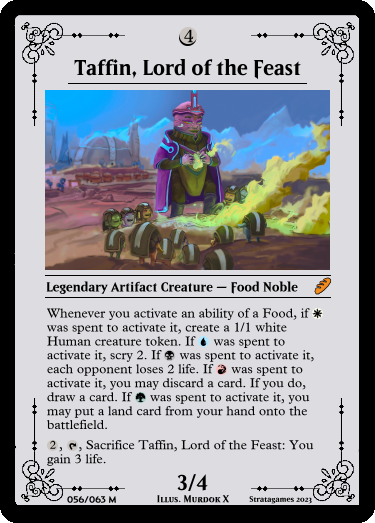 4
Taffin, Lord of the Feast
Legendary Artifact Creature — Food Noble
Whenever you activate an ability of a Food, if
was spent to activate it, create a 1/1 white
Human creature token. If was spent to
activate it, scry 2. If was spent to activate it,
each opponent loses 2 life. If was spent to
activate it, you may discard a card. If you do,
draw a card. If was spent to activate it, you
may put a land card from your hand onto the
battlefield.
2, , Sacrifice Taffin, Lord of the Feast: You
gain 3 life.
3/4
056/063 M
Illus. Murdok X
Stratagames 2023